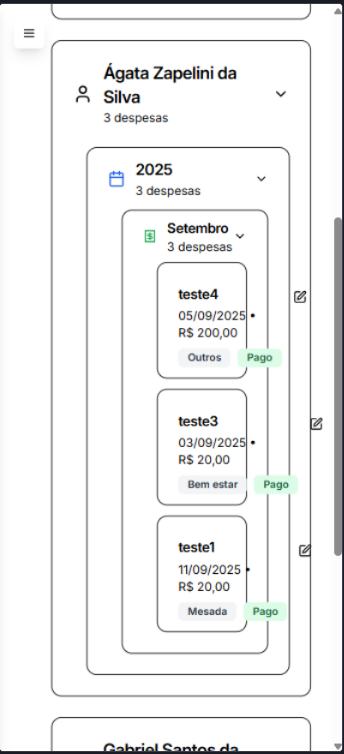 Ágata Zapelini da
Silva
3 despesas
2025
3 despesas
Setembro
3 despesas
teste4
05/09/2025 •
R$ 200,00
Outros Pago
teste3
03/09/2025 •
R$ 20,00
Bem estar Pago
teste1
11/09/2025 •
R$ 20,00
Mesada Pago
Gabriel Santos da